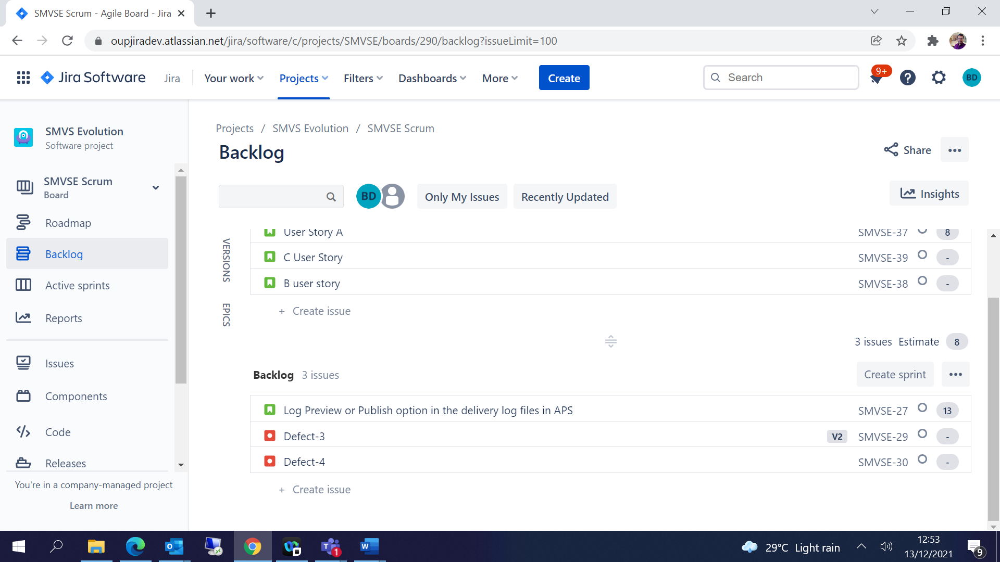 SMVSE Scrum - Agile Board - Jira
oupjiradev.atlassian.net/jira/software/c/projects/SMVSE/boards/290/backlog?issueLimit=100
Jira Software Jira Your work Projects Filters Dashboards More Create Search 9+ BD
SMVS Evolution
Software project
SMVSE Scrum
Board
Roadmap
Backlog
Active sprints
Reports
Issues
Components
Code
Releases
You're in a company-managed project
Learn more
Projects / SMVS Evolution / SMVSE Scrum
Backlog
Share
BD Only My Issues Recently Updated Insights
VERSIONS
EPICS
User Story A SMVSE-37 8
C User Story SMVSE-39 -
B user story SMVSE-38 -
+ Create issue
3 issues Estimate 8
Backlog 3 issues Create sprint
Log Preview or Publish option in the delivery log files in APS SMVSE-27 13
Defect-3 V2 SMVSE-29 -
Defect-4 SMVSE-30 -
+ Create issue
29°C Light rain
12:53
13/12/2021
1
9